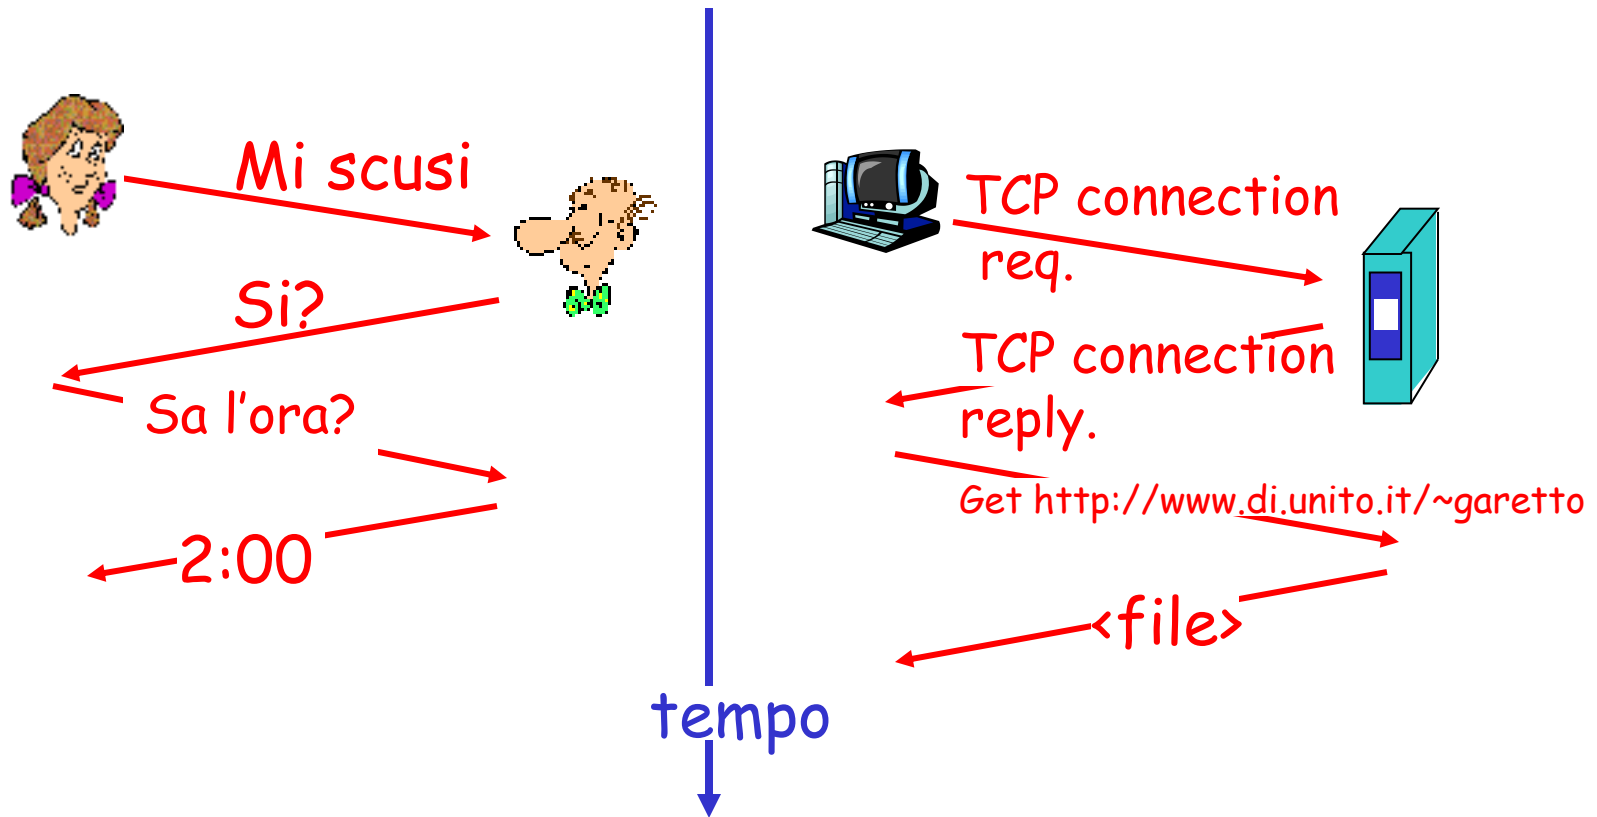 Mi scusi
Si?
Sa l'ora?
2:00
TCP connection
req.
TCP connection
reply.
Get http://www.di.unito.it/~garetto
<file>
tempo